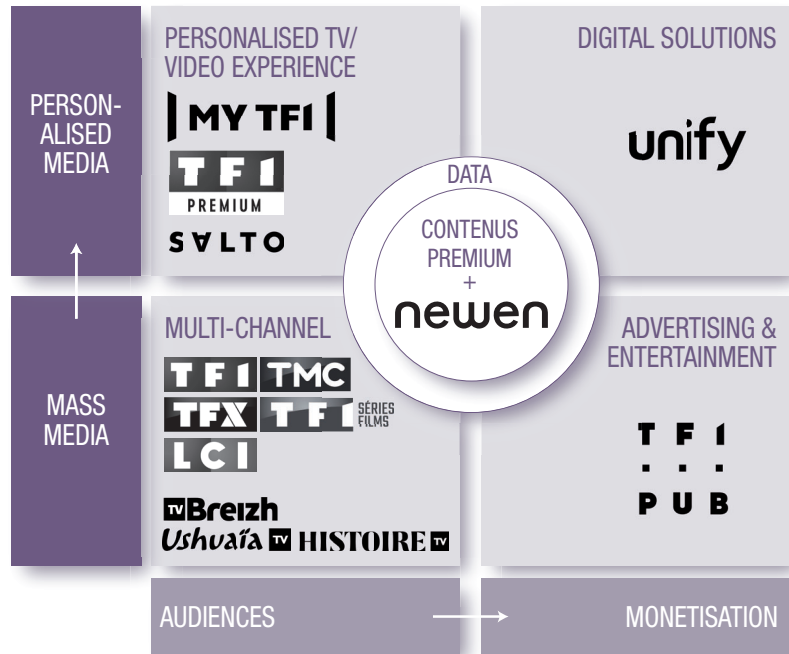 PERSON-
ALISED
MEDIA
PERSONALISED TV/
VIDEO EXPERIENCE
MY TF1
TF1
PREMIUM
SALTO
DIGITAL SOLUTIONS
unify
DATA
CONTENUS
PREMIUM
+
newen
MASS
MEDIA
MULTI-CHANNEL
TF1 TMC
TFX TF1 SÉRIES
FILMS
LCI
TV Breizh
Ushuaïa TV HISTOIRE TV
ADVERTISING &
ENTERTAINMENT
TF1
...
PUB
AUDIENCES
MONETISATION